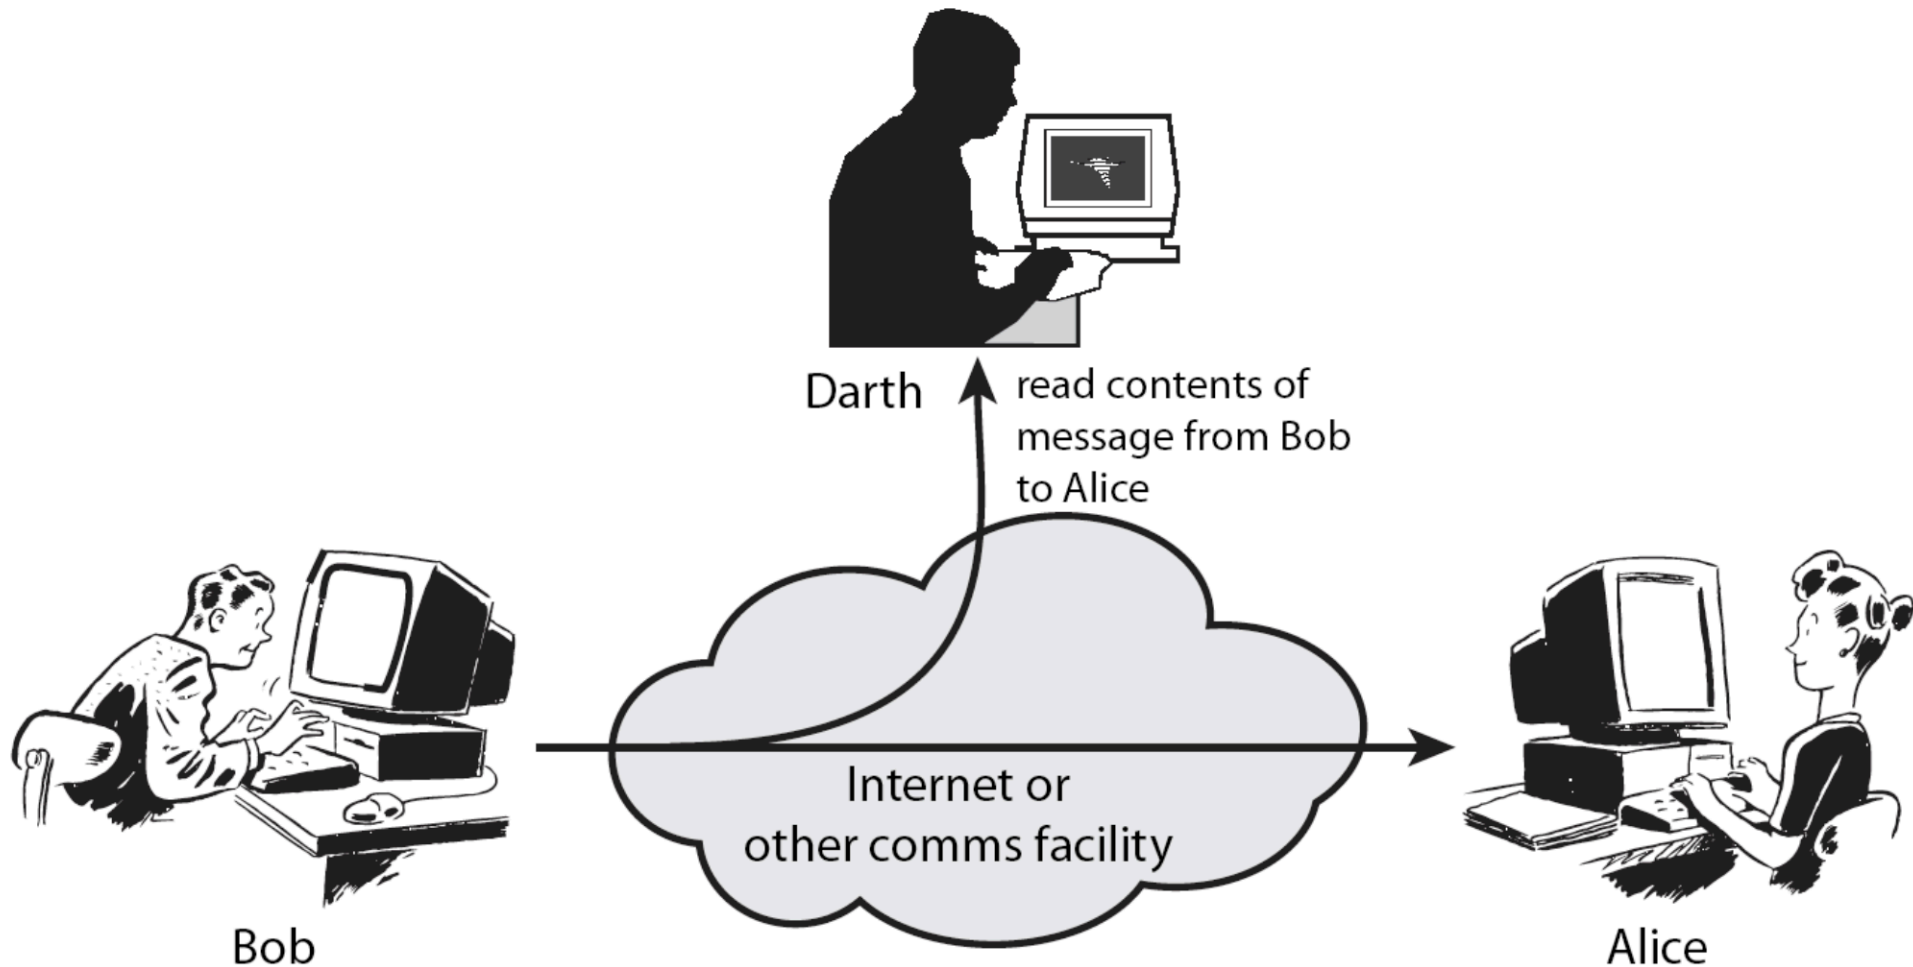 Darth
read contents of
message from Bob
to Alice
Internet or
other comms facility
Bob
Alice